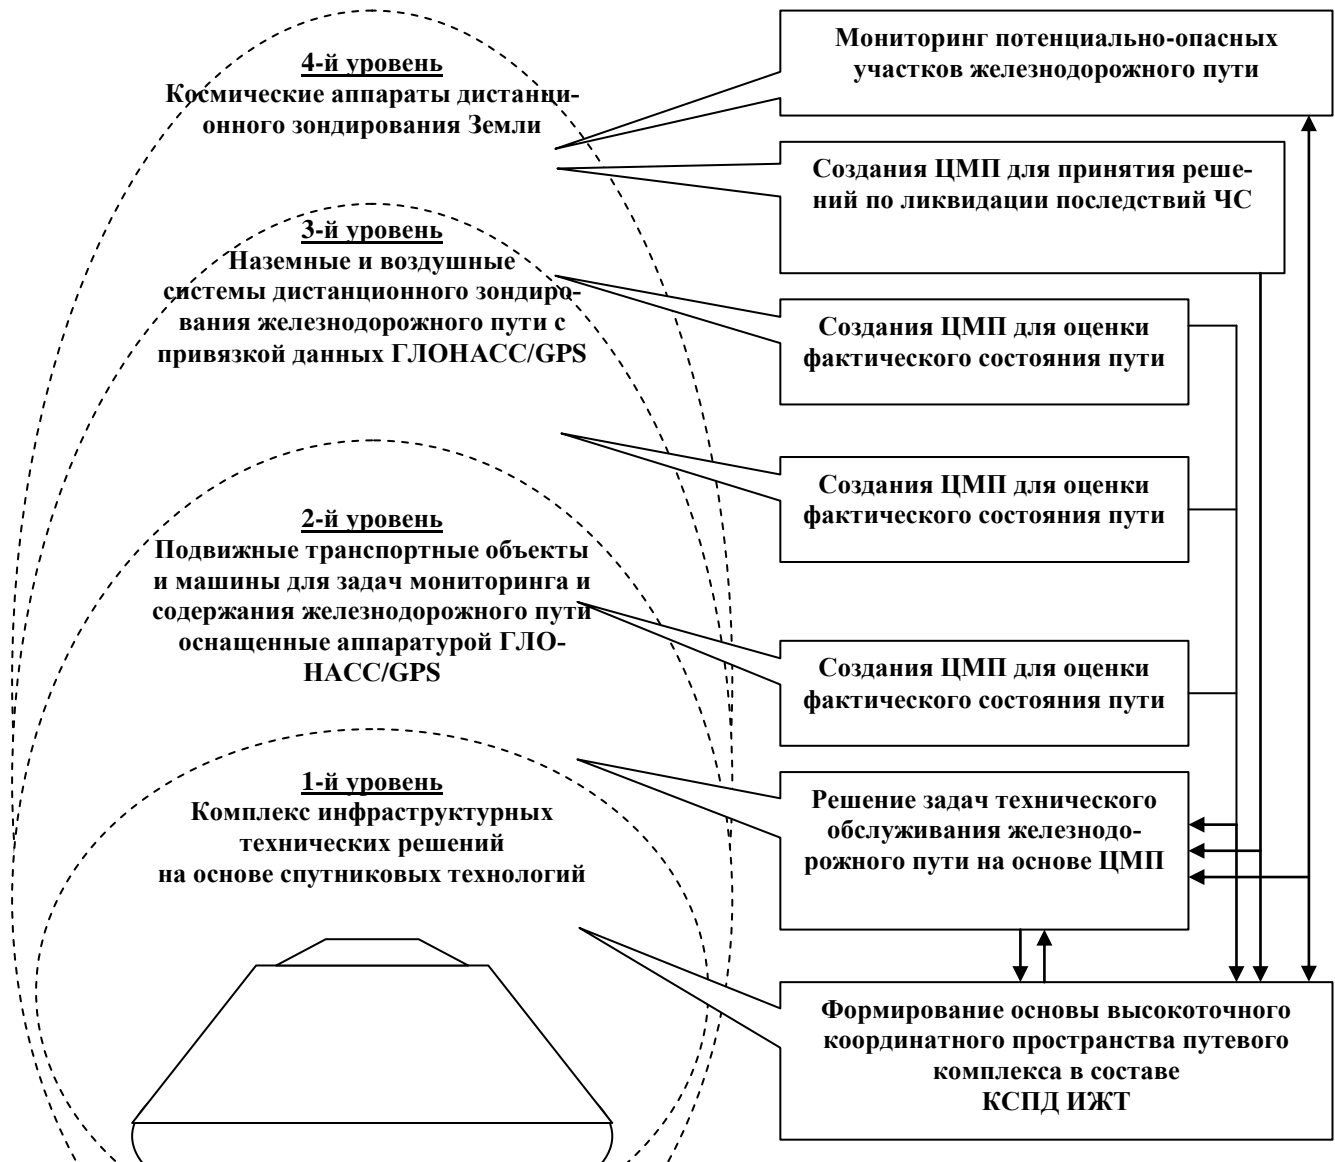 4-й уровень
Космические аппараты дистанци-
онного зондирования Земли
3-й уровень
Наземные и воздушные
системы дистанционного зондиро-
вания железнодорожного пути с
привязкой данных ГЛОНАСС/GPS
2-й уровень
Подвижные транспортные объекты
и машины для задач мониторинга и
содержания железнодорожного пути
оснащенные аппаратурой ГЛО-
НАСС/GPS
1-й уровень
Комплекс инфраструктурных
технических решений
на основе спутниковых технологий
Мониторинг потенциально-опасных
участков железнодорожного пути
Создания ЦМП для принятия реше-
ний по ликвидации последствий ЧС
Создания ЦМП для оценки
фактического состояния пути
Создания ЦМП для оценки
фактического состояния пути
Создания ЦМП для оценки
фактического состояния пути
Решение задач технического
обслуживания железнодо-
рожного пути на основе ЦМП
Формирование основы высокоточного
координатного пространства путевого
комплекса в составе
КСПД ИЖТ